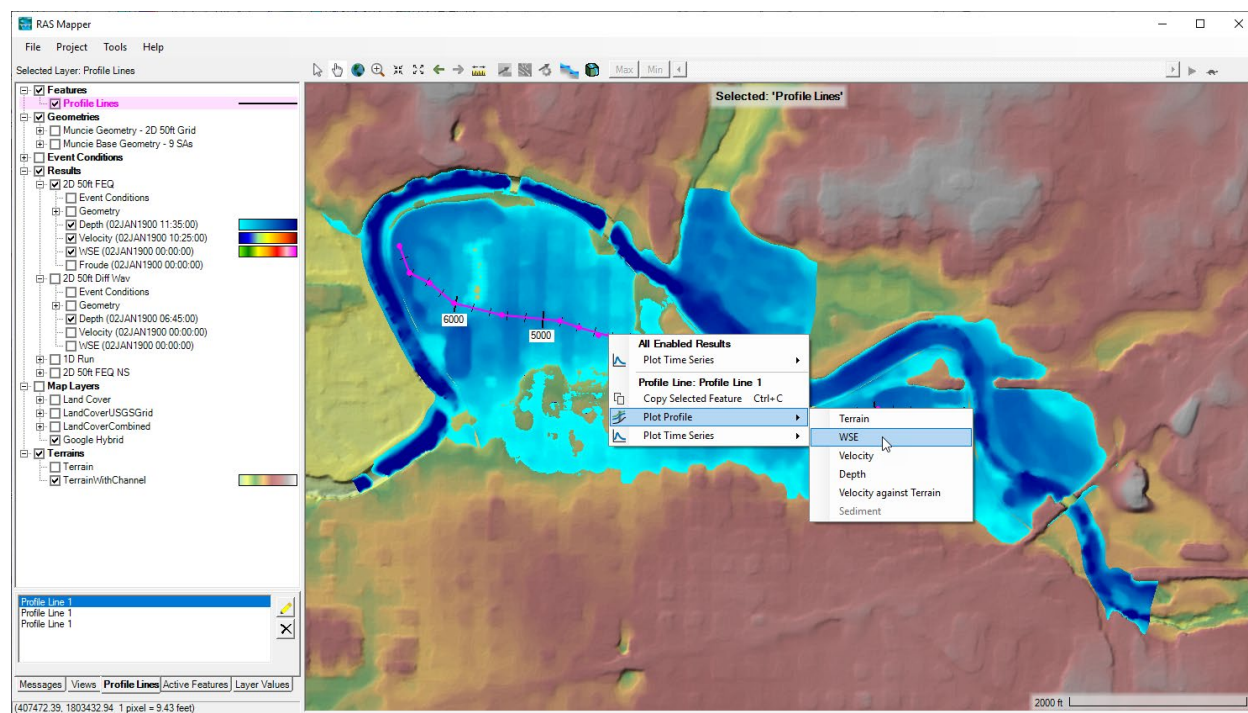 RAS Mapper
File Project Tools Help
Selected Layer: Profile Lines
Max Min
Selected: 'Profile Lines'
Features
Profile Lines
Geometries
Muncie Geometry - 2D 50ft Grid
Muncie Base Geometry - 9 SAs
Event Conditions
Results
2D 50ft FEQ
Event Conditions
Geometry
Depth (02JAN1900 11:35:00)
Velocity (02JAN1900 10:25:00)
WSE (02JAN1900 00:00:00)
Froude (02JAN1900 00:00:00)
2D 50ft Diff Wav
Event Conditions
Geometry
Depth (02JAN1900 06:45:00)
Velocity (02JAN1900 00:00:00)
WSE (02JAN1900 00:00:00)
1D Run
2D 50ft FEQ NS
Map Layers
Land Cover
LandCoverUSGSGrid
LandCoverCombined
Google Hybrid
Terrains
Terrain
TerrainWithChannel
6000
5000
All Enabled Results
Plot Time Series
Profile Line: Profile Line 1
Copy Selected Feature Ctrl+C
Plot Profile
Plot Time Series
Terrain
WSE
Velocity
Depth
Velocity against Terrain
Sediment
Profile Line 1
Profile Line 1
Profile Line 1
Messages Views Profile Lines Active Features Layer Values
(407472.39, 1803432.94 1 pixel = 9.43 feet)
2000 ft